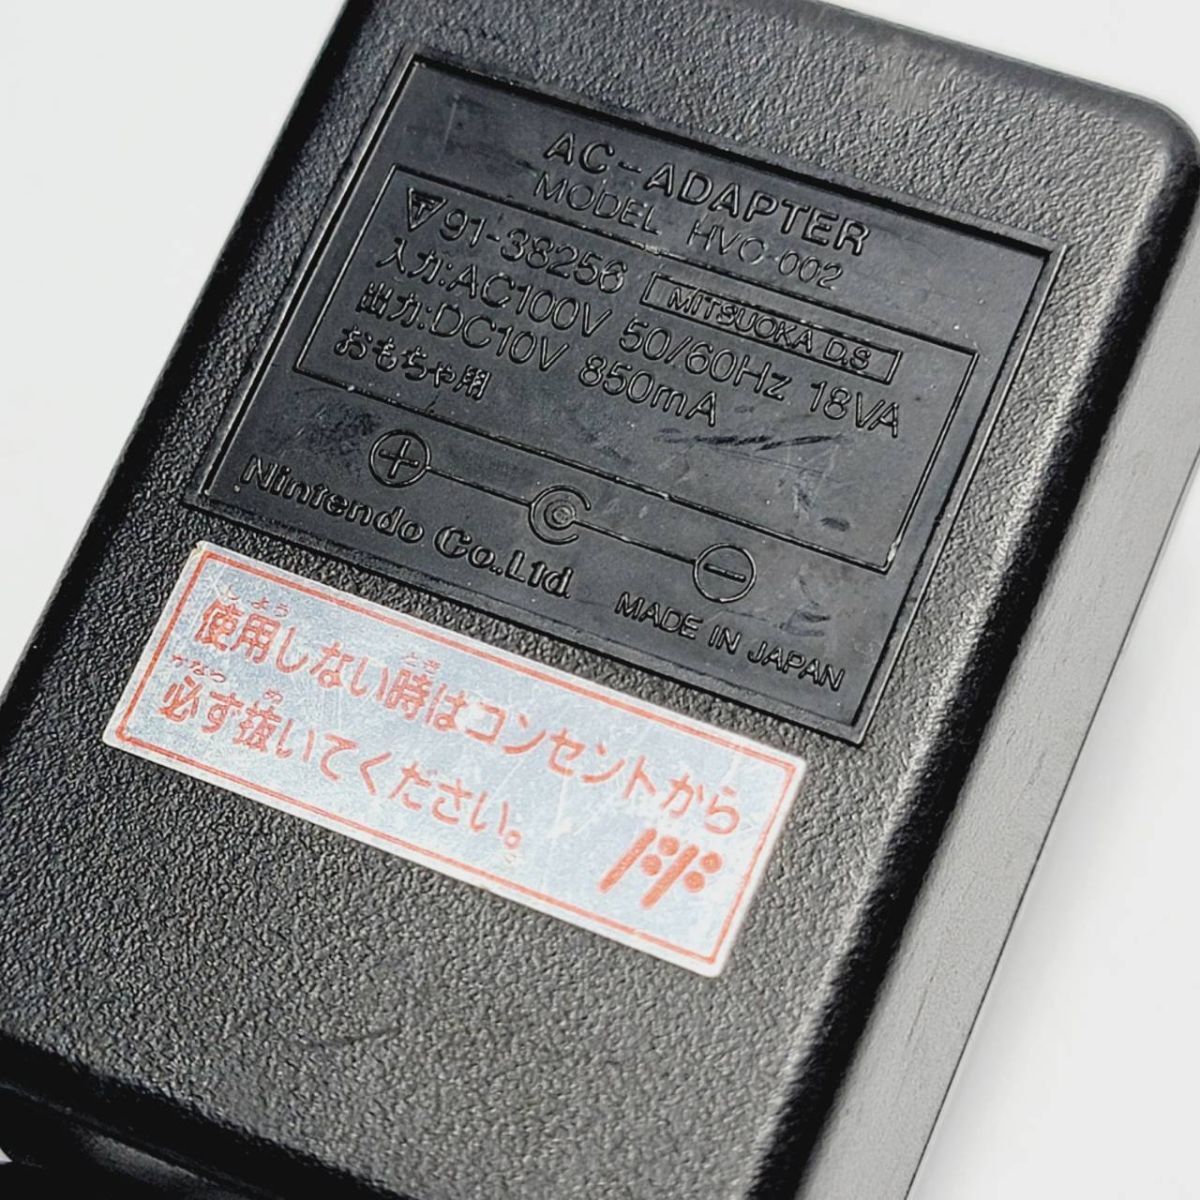 AC-ADAPTER
MODEL HVC-002
91-38256 MITSUOKA D.S
入力:AC100V 50/60Hz 18VA
出力:DC10V 850mA
おもちゃ用
Nintendo Co.Ltd. MADE IN JAPAN
使用しない時はコンセントから
必ず抜いてください。